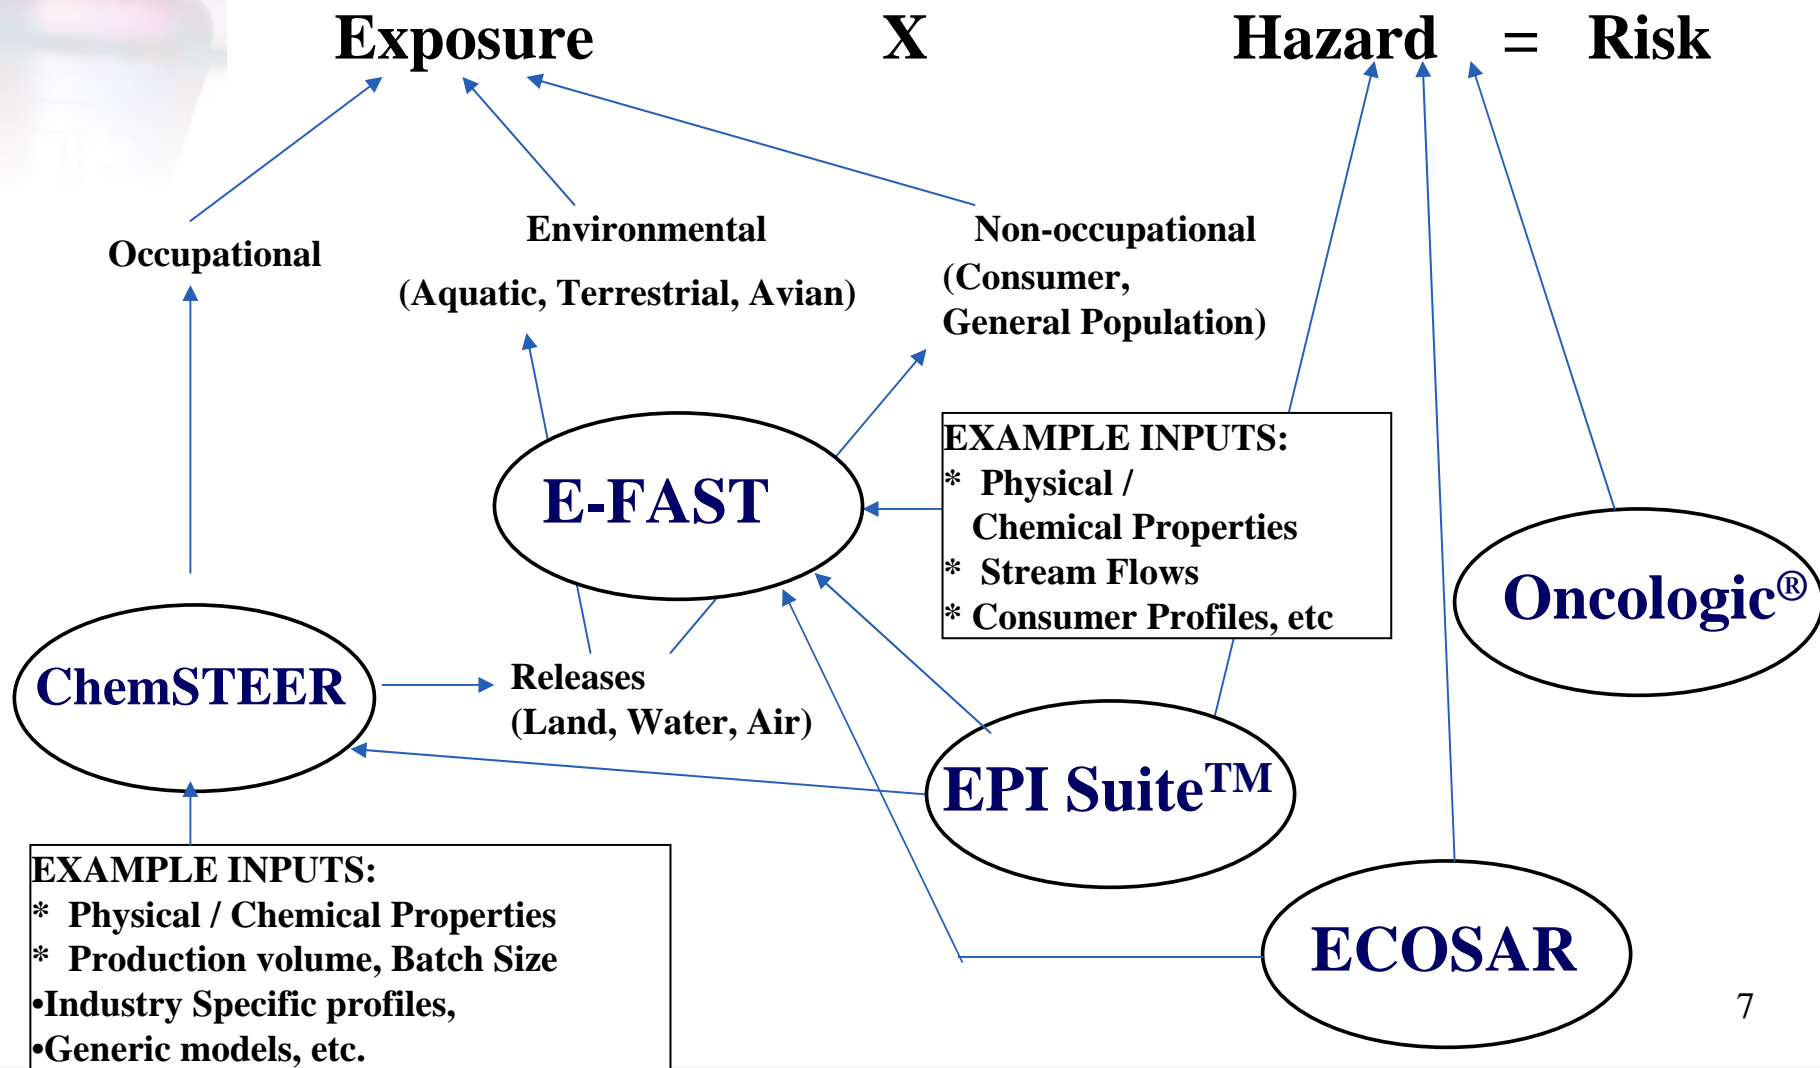 Exposure X Hazard = Risk
Occupational
Environmental
(Aquatic, Terrestrial, Avian)
Non-occupational
(Consumer,
General Population)
E-FAST
EXAMPLE INPUTS:
* Physical /
Chemical Properties
* Stream Flows
* Consumer Profiles, etc
Oncologic®
ChemSTEER
Releases
(Land, Water, Air)
EPI Suite™
EXAMPLE INPUTS:
* Physical / Chemical Properties
* Production volume, Batch Size
•Industry Specific profiles,
•Generic models, etc.
ECOSAR
7